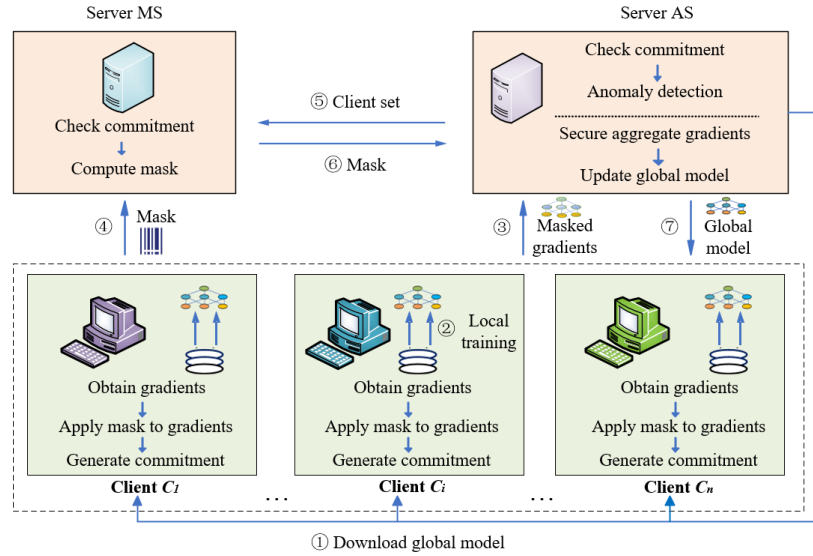 Server MS
Server AS
Check commitment
Compute mask
⑤ Client set
⑥ Mask
Check commitment
Anomaly detection
Secure aggregate gradients
Update global model
④
Mask
③
Masked
gradients
⑦
Global
model
Obtain gradients
Apply mask to gradients
Generate commitment
Client C1
...
②
Local
training
Obtain gradients
Apply mask to gradients
Generate commitment
Client Ci
...
Obtain gradients
Apply mask to gradients
Generate commitment
Client Cn
① Download global model